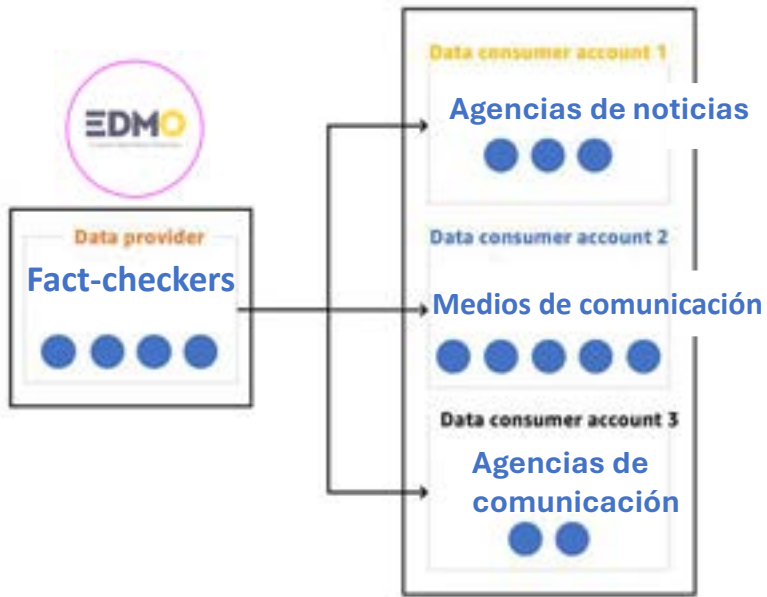 EDMO
Data provider
Fact-checkers
Data consumer account 1
Agencias de noticias
Data consumer account 2
Medios de comunicación
Data consumer account 3
Agencias de
comunicación